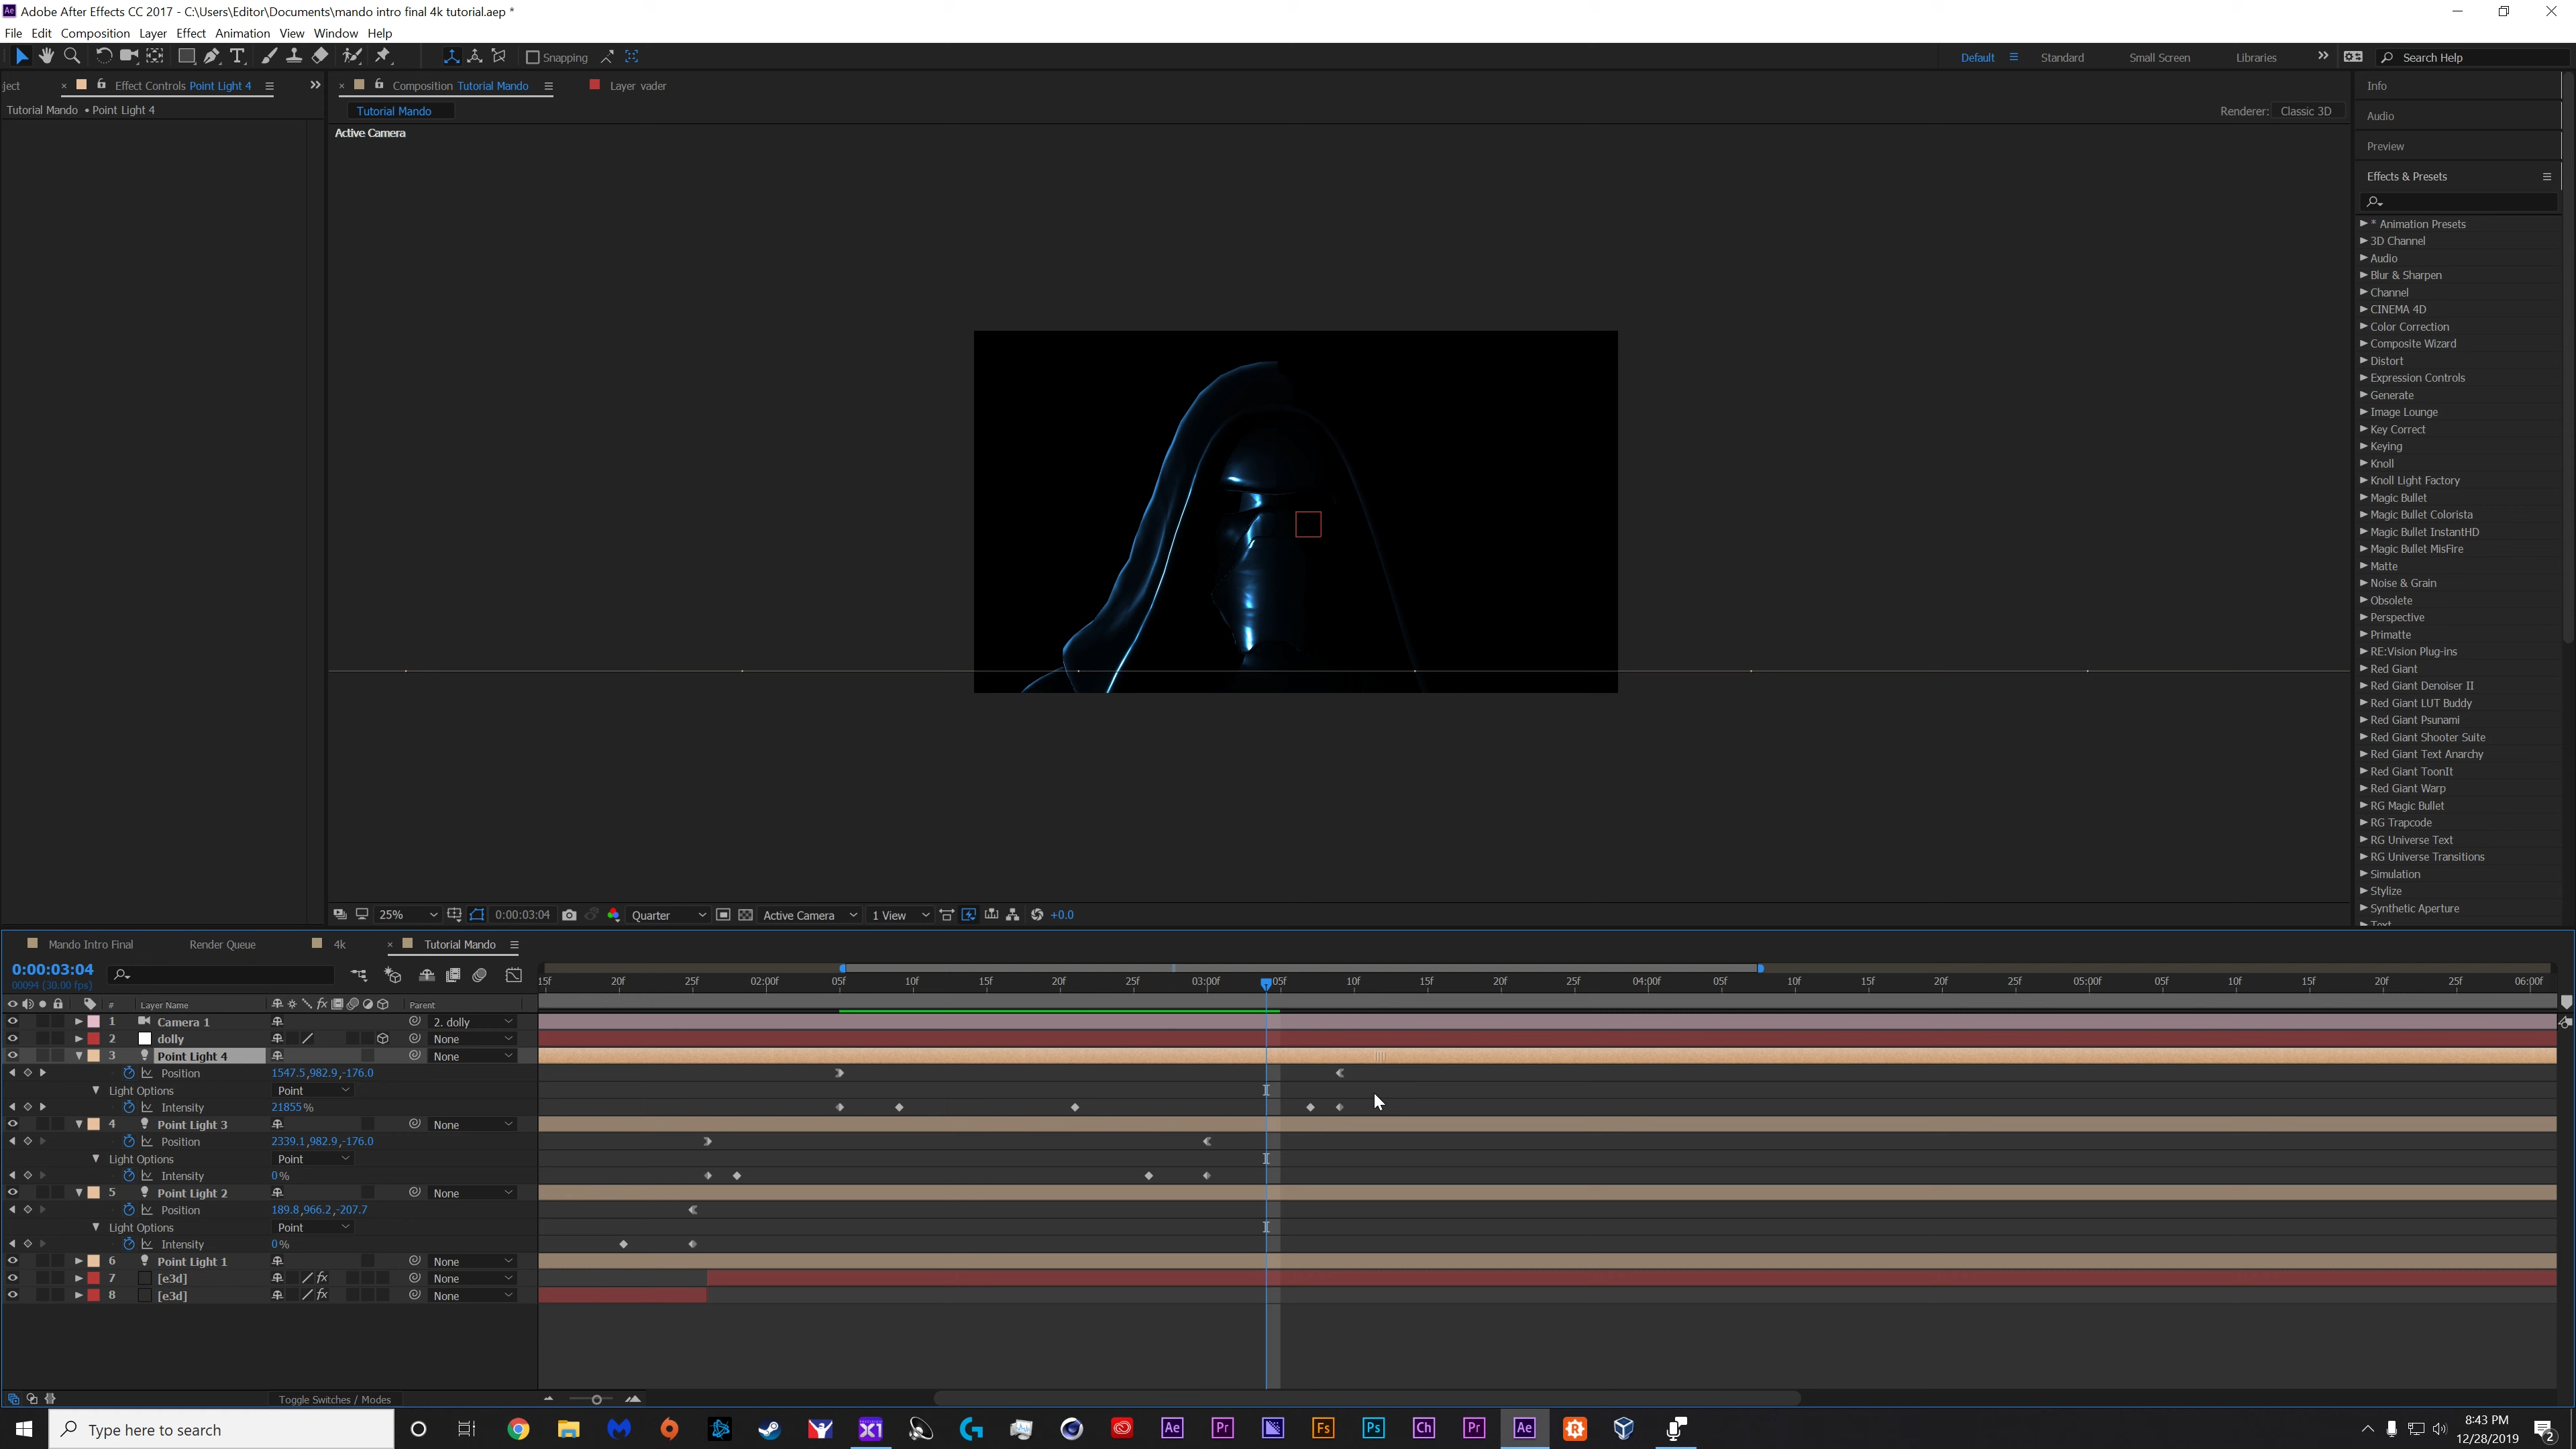 Adobe After Effects CC 2017 - C:\Users\Editor\Documents\mando intro final 4k tutorial.aep *
File Edit Composition Layer Effect Animation View Window Help
Snapping
Default Standard Small Screen Libraries Search Help
ject Effect Controls Point Light 4
Composition Tutorial Mando Layer vader
Tutorial Mando • Point Light 4
Tutorial Mando
Renderer: Classic 3D
Active Camera
Info
Audio
Preview
Effects & Presets
* Animation Presets
3D Channel
Audio
Blur & Sharpen
Channel
CINEMA 4D
Color Correction
Composite Wizard
Distort
Expression Controls
Generate
Image Lounge
Key Correct
Keying
Knoll
Knoll Light Factory
Magic Bullet
Magic Bullet Colorista
Magic Bullet InstantHD
Magic Bullet MisFire
Matte
Noise & Grain
Obsolete
Perspective
Primatte
RE:Vision Plug-ins
Red Giant
Red Giant Denoiser II
Red Giant LUT Buddy
Red Giant Psunami
Red Giant Shooter Suite
Red Giant Text Anarchy
Red Giant ToonIt
Red Giant Warp
RG Magic Bullet
RG Trapcode
RG Universe Text
RG Universe Transitions
Simulation
Stylize
Synthetic Aperture
25% 0:00:03:04 Quarter Active Camera 1 View +0.0
Mando Intro Final Render Queue 4k Tutorial Mando
0:00:03:04
00094 (30.00 fps)
15f 20f 25f 02:00f 05f 10f 15f 20f 25f 03:00f 05f 10f 15f 20f 25f 04:00f 05f 10f 15f 20f 25f 05:00f 05f 10f 15f 20f 25f 06:00f
# Layer Name fx Parent
1 Camera 1 2. dolly
2 dolly None
3 Point Light 4 None
Position 1547.5,982.9,-176.0
Light Options Point
Intensity 21855%
4 Point Light 3 None
Position 2339.1,982.9,-176.0
Light Options Point
Intensity 0%
5 Point Light 2 None
Position 189.8,966.2,-207.7
Light Options Point
Intensity 0%
6 Point Light 1 None
7 [e3d] fx None
8 [e3d] fx None
Toggle Switches / Modes
Type here to search
X1 Ae Pr Fs Ps Ch Pr Ae
8:43 PM
12/28/2019
2